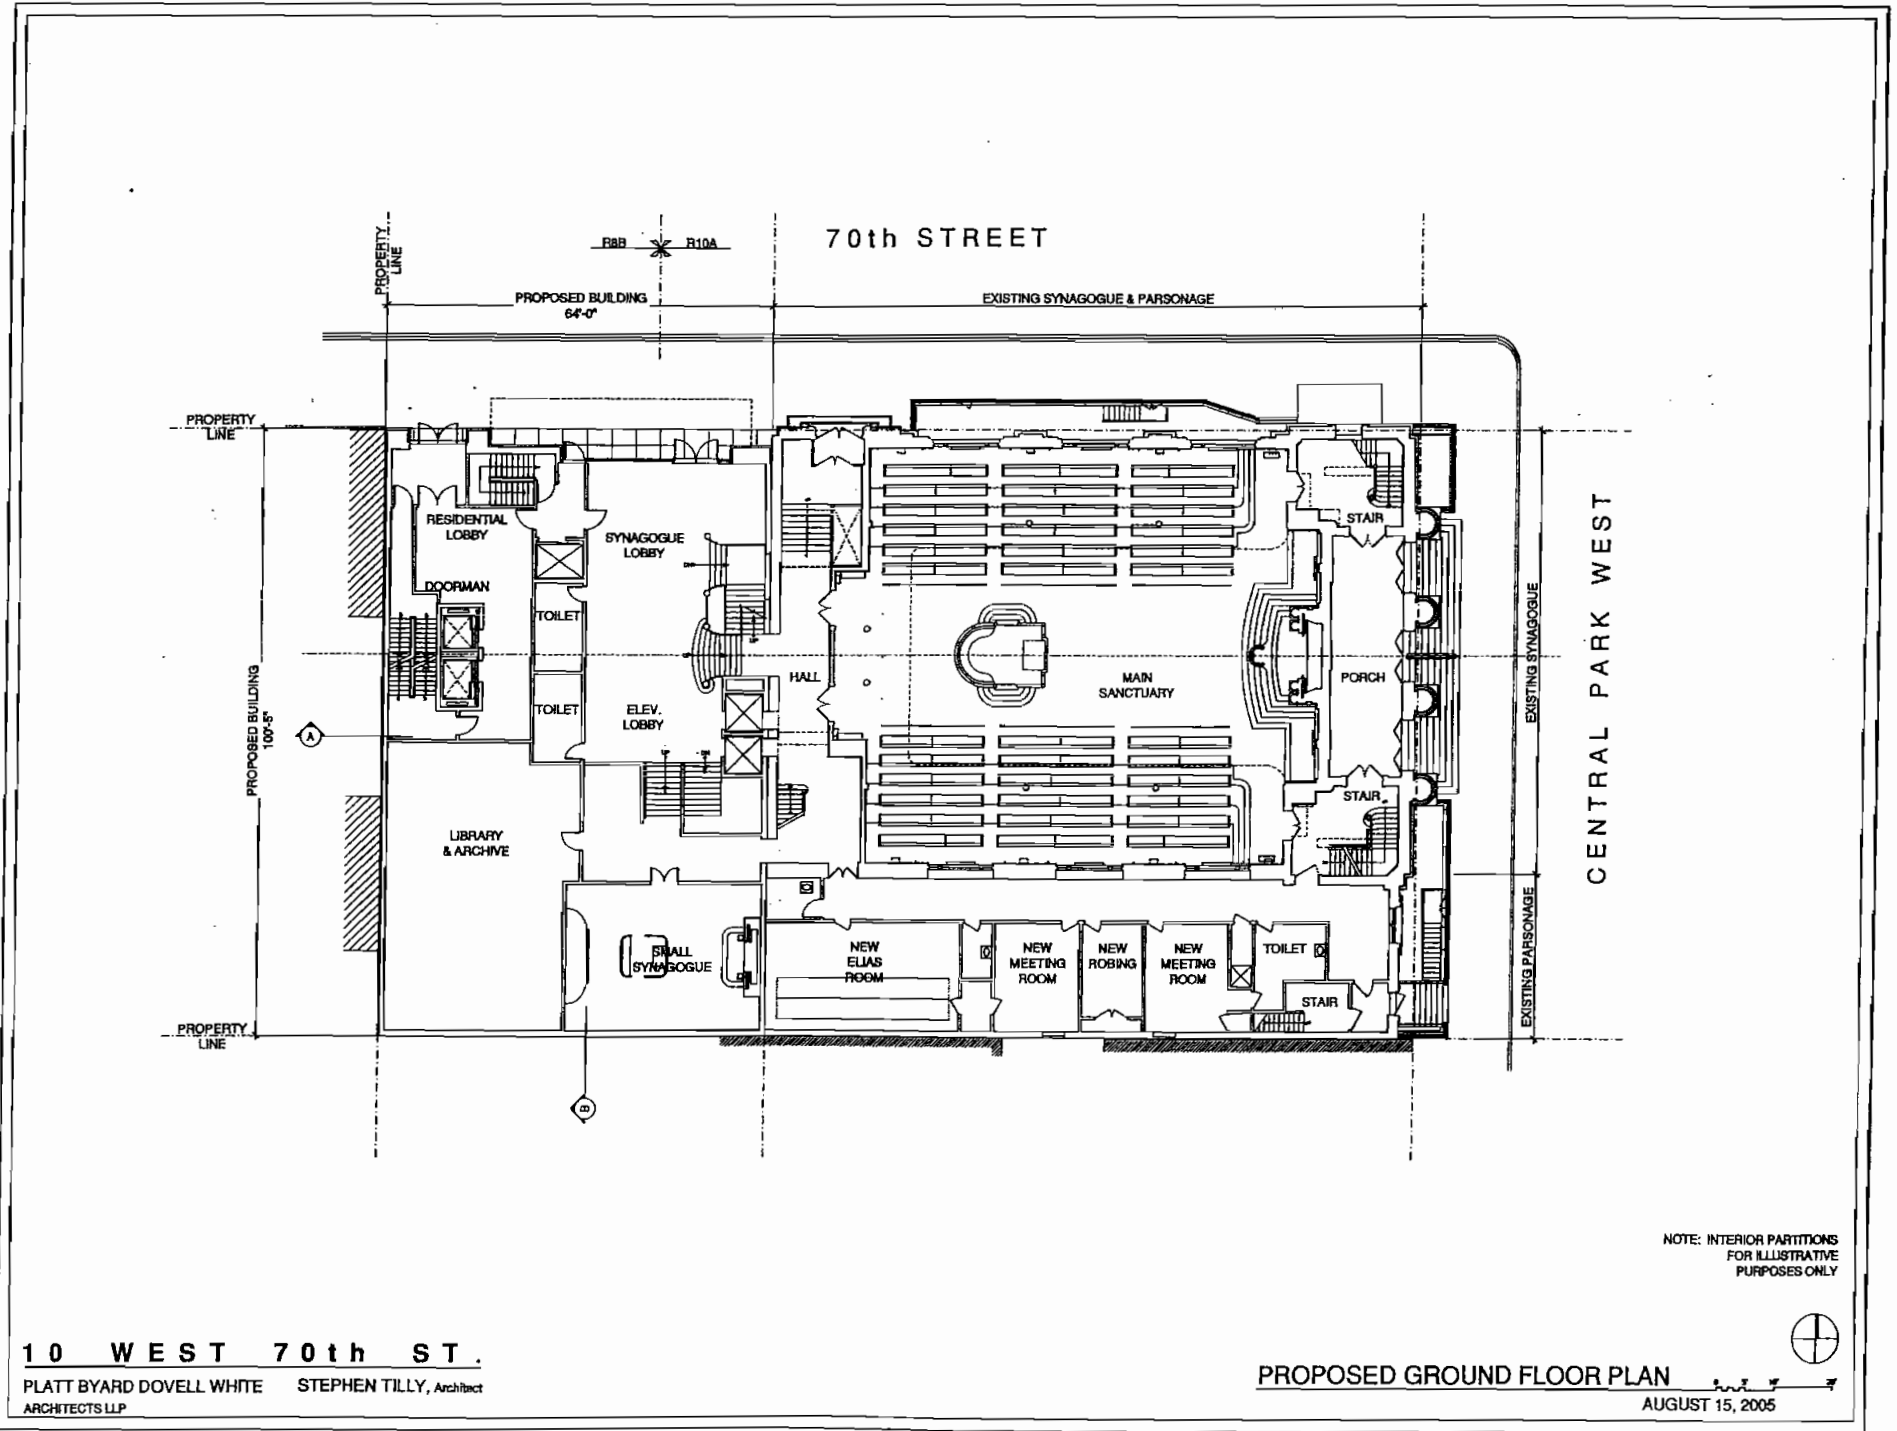 70th STREET
PROPERTY
LINE
R8B
R10A
PROPOSED BUILDING
64'-0"
EXISTING SYNAGOGUE & PARSONAGE
PROPERTY
LINE
RESIDENTIAL
LOBBY
DOORMAN
SYNAGOGUE
LOBBY
DN
UP
TOILET
TOILET
ELEV.
LOBBY
UP
DN
HALL
MAIN
SANCTUARY
STAIR
PORCH
STAIR
CENTRAL PARK WEST
EXISTING SYNAGOGUE
EXISTING PARSONAGE
PROPOSED BUILDING
100'-5"
A
LIBRARY
& ARCHIVE
SMALL
SYNAGOGUE
NEW
ELIAS
ROOM
NEW
MEETING
ROOM
NEW
ROBING
NEW
MEETING
ROOM
TOILET
STAIR
PROPERTY
LINE
B
NOTE: INTERIOR PARTITIONS
FOR ILLUSTRATIVE
PURPOSES ONLY
10 WEST 70th ST.
PLATT BYARD DOVELL WHITE STEPHEN TILLY, Architect
ARCHITECTS LLP
PROPOSED GROUND FLOOR PLAN
AUGUST 15, 2005